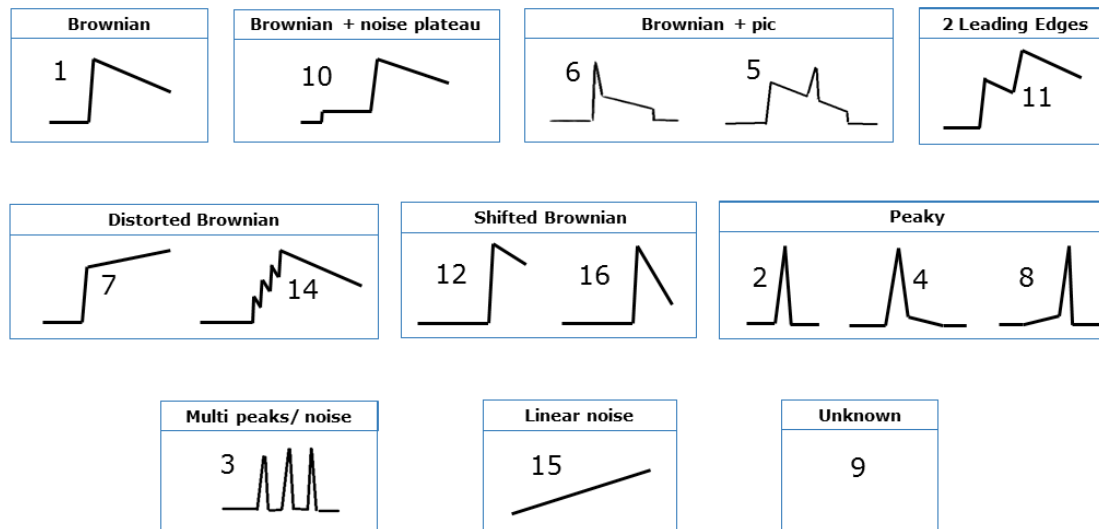 Brownian
1
Brownian + noise plateau
10
Brownian + pic
6
5
2 Leading Edges
11
Distorted Brownian
7
14
Shifted Brownian
12
16
Peaky
2
4
8
Multi peaks/ noise
3
Linear noise
15
Unknown
9